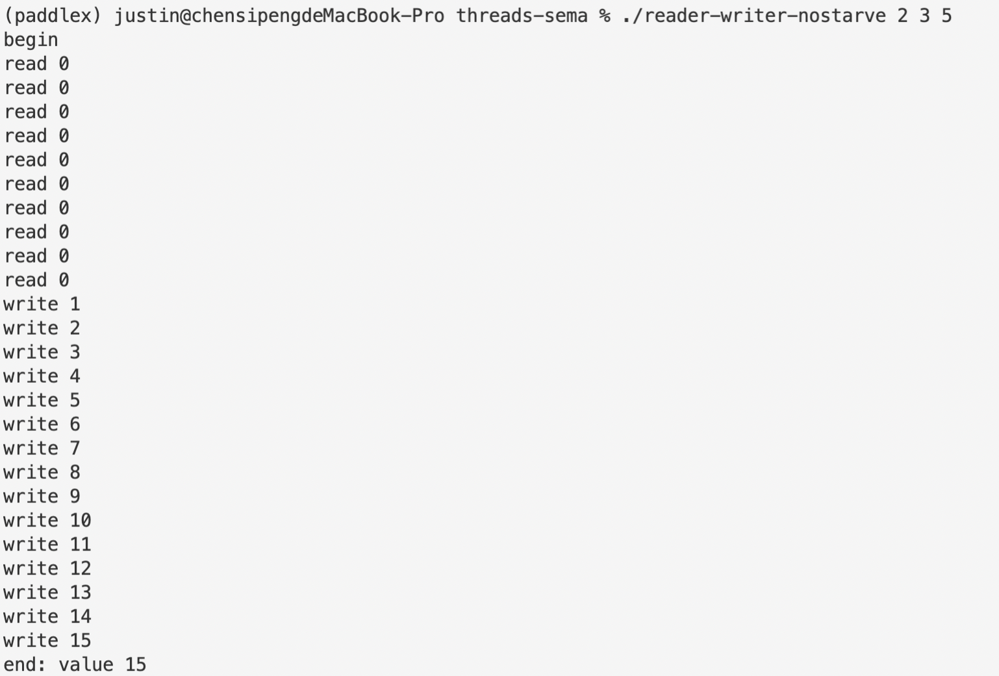 (paddlex) justin@chensipengdeMacBook-Pro threads-sema % ./reader-writer-nostarve 2 3 5
begin
read 0
read 0
read 0
read 0
read 0
read 0
read 0
read 0
read 0
read 0
write 1
write 2
write 3
write 4
write 5
write 6
write 7
write 8
write 9
write 10
write 11
write 12
write 13
write 14
write 15
end: value 15